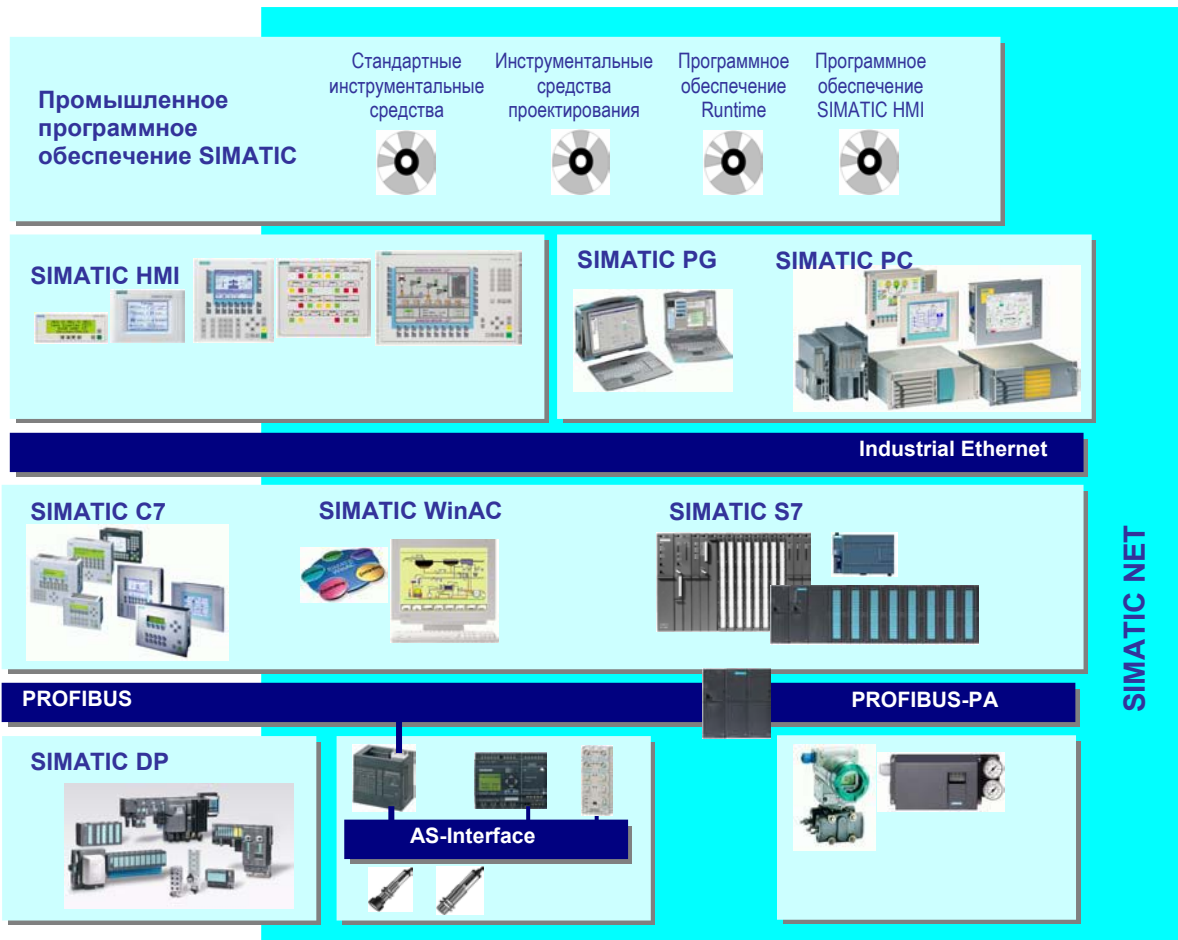 Стандартные
инструментальные
средства
Инструментальные
средства
проектирования
Программное
обеспечение
Runtime
Программное
обеспечение
SIMATIC HMI
Промышленное
программное
обеспечение SIMATIC
SIMATIC HMI
SIMATIC PG
SIMATIC PC
Industrial Ethernet
SIMATIC C7
SIMATIC WinAC
SIMATIC S7
SIMATIC NET
PROFIBUS
PROFIBUS-PA
SIMATIC DP
AS-Interface